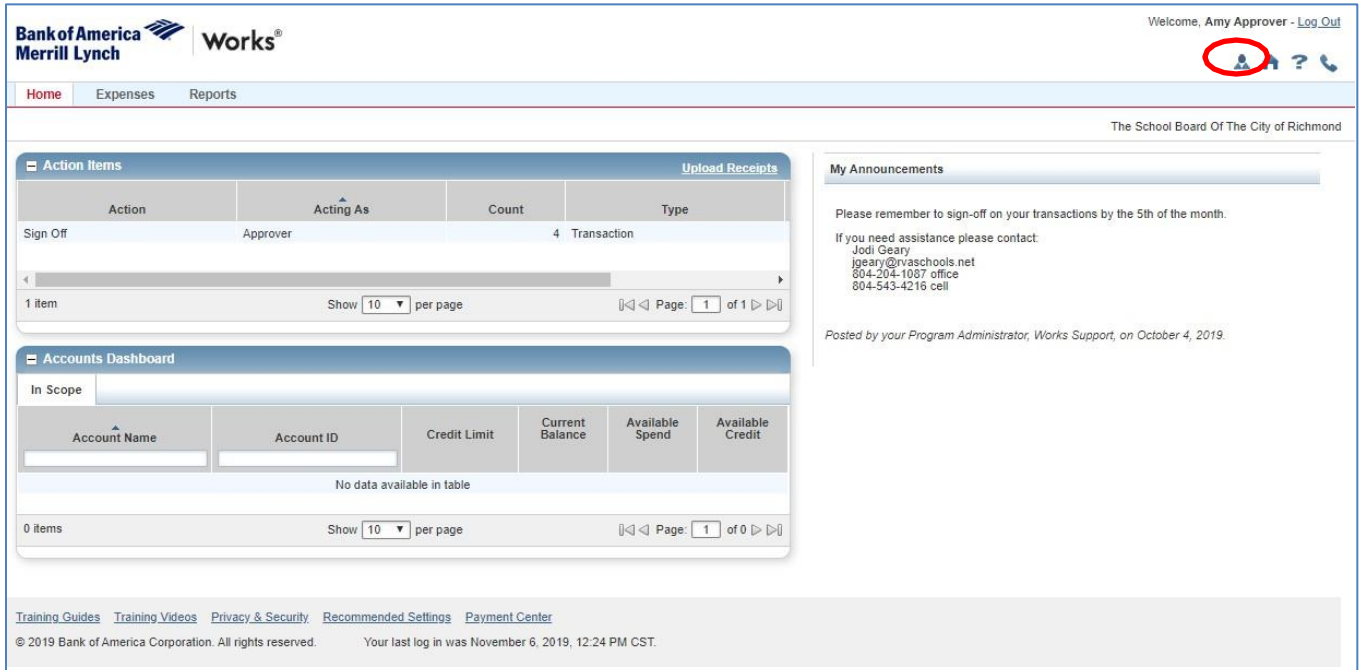 Welcome, Amy Approver - Log Out
Bank of America
Merrill Lynch
Works®
?
Home Expenses Reports
The School Board Of The City of Richmond
Action Items Upload Receipts
Action Acting As Count Type
Sign Off Approver 4 Transaction
1 item Show 10 per page Page: 1 of 1
Accounts Dashboard
In Scope
Account Name Account ID Credit Limit Current Balance Available Spend Available Credit
No data available in table
0 items Show 10 per page Page: 1 of 0
My Announcements
Please remember to sign-off on your transactions by the 5th of the month.
If you need assistance please contact:
Jodi Geary
jgeary@rvaschools.net
804-204-1087 office
804-543-4216 cell
Posted by your Program Administrator, Works Support, on October 4, 2019.
Training Guides Training Videos Privacy & Security Recommended Settings Payment Center
© 2019 Bank of America Corporation. All rights reserved. Your last log in was November 6, 2019, 12:24 PM CST.